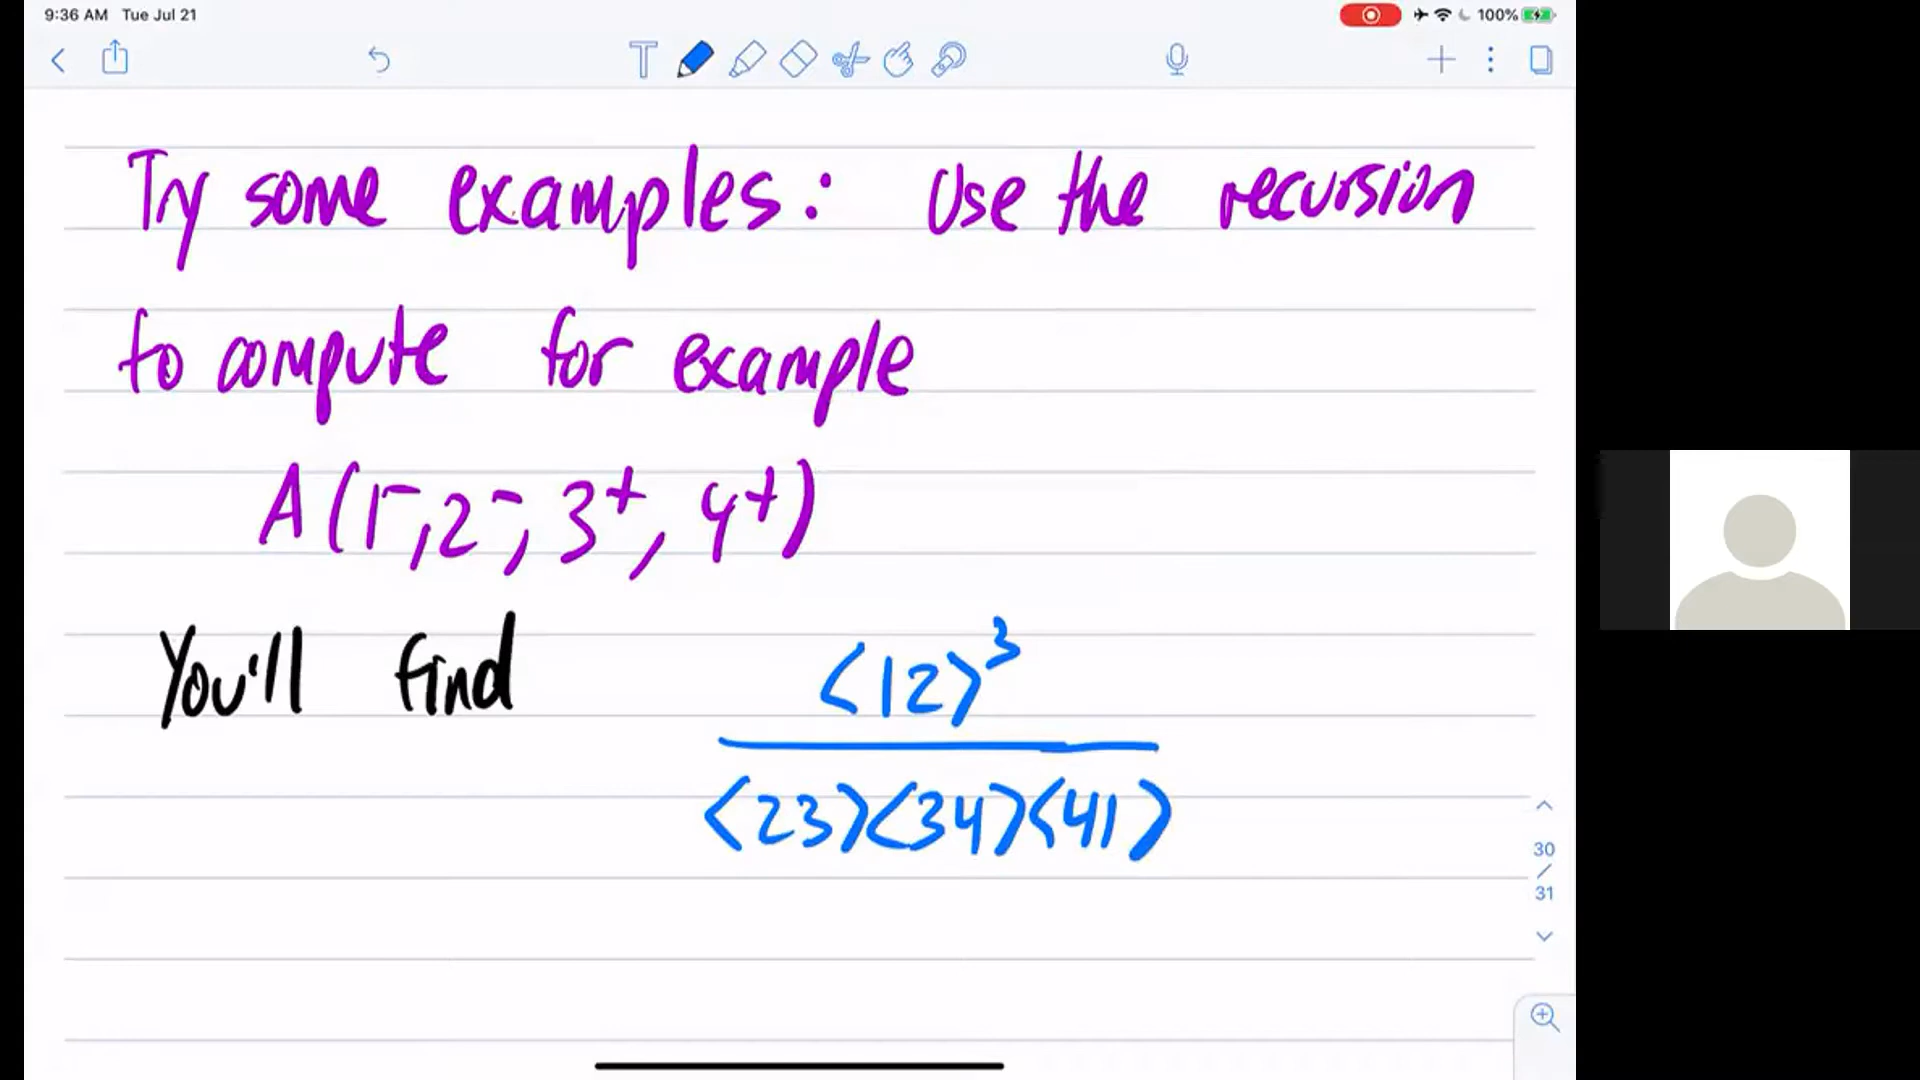 9:36 AM Tue Jul 21
100%
T
Try some examples: Use the recursion
to compute for example
A(1⁻,2⁻,3⁺,4⁺)
You'll find
⟨12⟩³
⟨23⟩⟨34⟩⟨41⟩
30
/
31